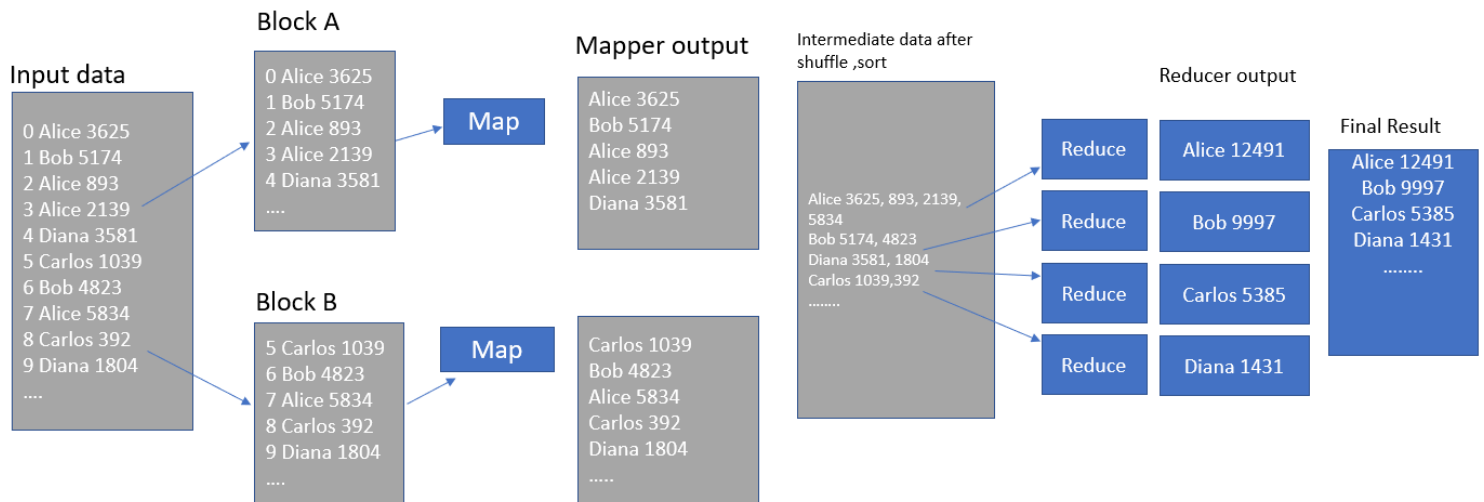 Input data
0 Alice 3625
1 Bob 5174
2 Alice 893
3 Alice 2139
4 Diana 3581
5 Carlos 1039
6 Bob 4823
7 Alice 5834
8 Carlos 392
9 Diana 1804
....
Block A
0 Alice 3625
1 Bob 5174
2 Alice 893
3 Alice 2139
4 Diana 3581
....
Map
Block B
5 Carlos 1039
6 Bob 4823
7 Alice 5834
8 Carlos 392
9 Diana 1804
....
Map
Mapper output
Alice 3625
Bob 5174
Alice 893
Alice 2139
Diana 3581
Carlos 1039
Bob 4823
Alice 5834
Carlos 392
Diana 1804
.....
Intermediate data after
shuffle ,sort
Alice 3625, 893, 2139,
5834
Bob 5174, 4823
Diana 3581, 1804
Carlos 1039,392
........
Reduce
Reduce
Reduce
Reduce
Reducer output
Alice 12491
Bob 9997
Carlos 5385
Diana 1431
Final Result
Alice 12491
Bob 9997
Carlos 5385
Diana 1431
........